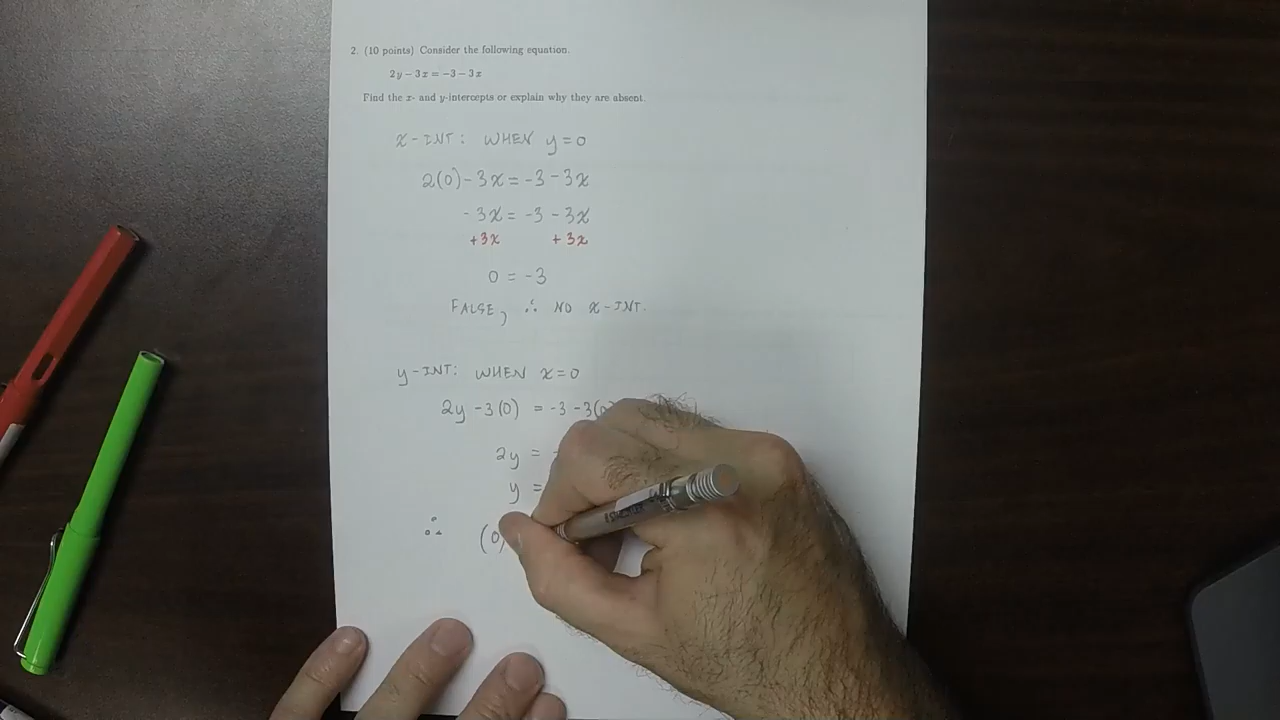 2. (10 points) Consider the following equation.
2y − 3x = −3 − 3x
Find the x- and y-intercepts or explain why they are absent.
x-INT: WHEN y=0
2(0)-3x = -3 -3x
-3x = -3 -3x
+3x +3x
0 = -3
FALSE, ∴ NO x-INT.
y-INT: WHEN x=0
2y -3(0) = -3 -3(
2y =
y =
∴ (0,